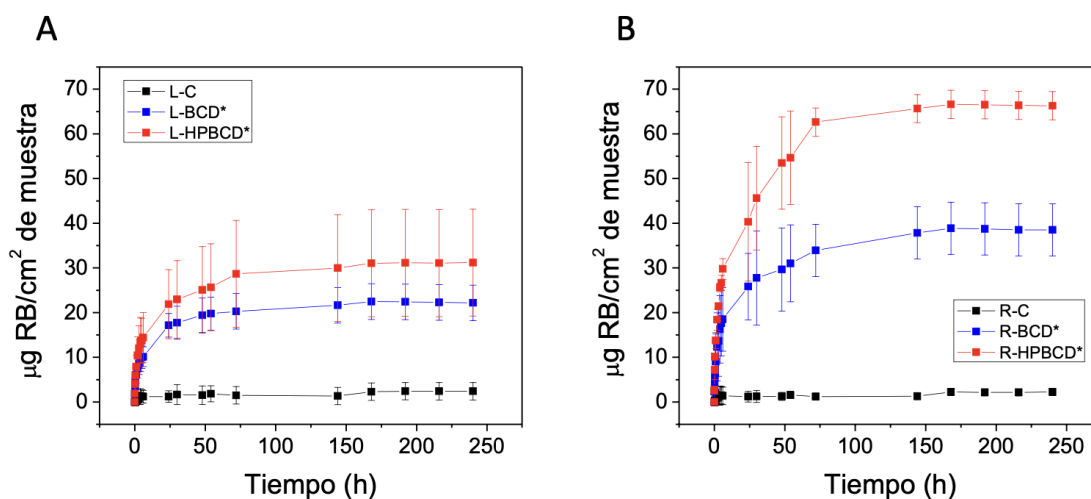 A
B
L-C
L-BCD*
L-HPBCD*
R-C
R-BCD*
R-HPBCD*
µg RB/cm² de muestra
70
60
50
40
30
20
10
0
0
50
100
150
200
250
Tiempo (h)
µg RB/cm² de muestra
70
60
50
40
30
20
10
0
0
50
100
150
200
250
Tiempo (h)